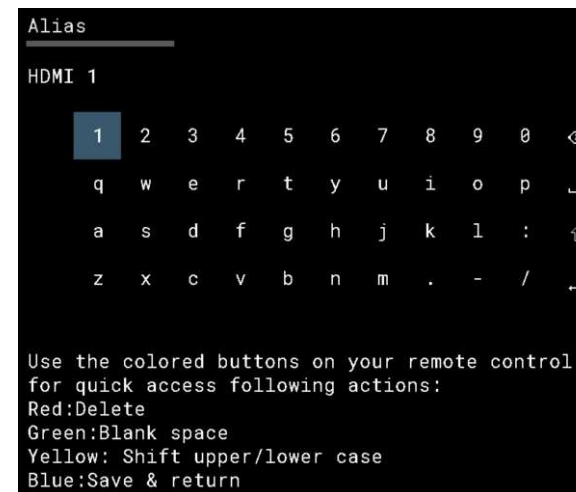 Alias
HDMI 1
1 2 3 4 5 6 7 8 9 0
q w e r t y u i o p
a s d f g h j k l :
z x c v b n m . - /
Use the colored buttons on your remote control
for quick access following actions:
Red:Delete
Green:Blank space
Yellow: Shift upper/lower case
Blue:Save & return